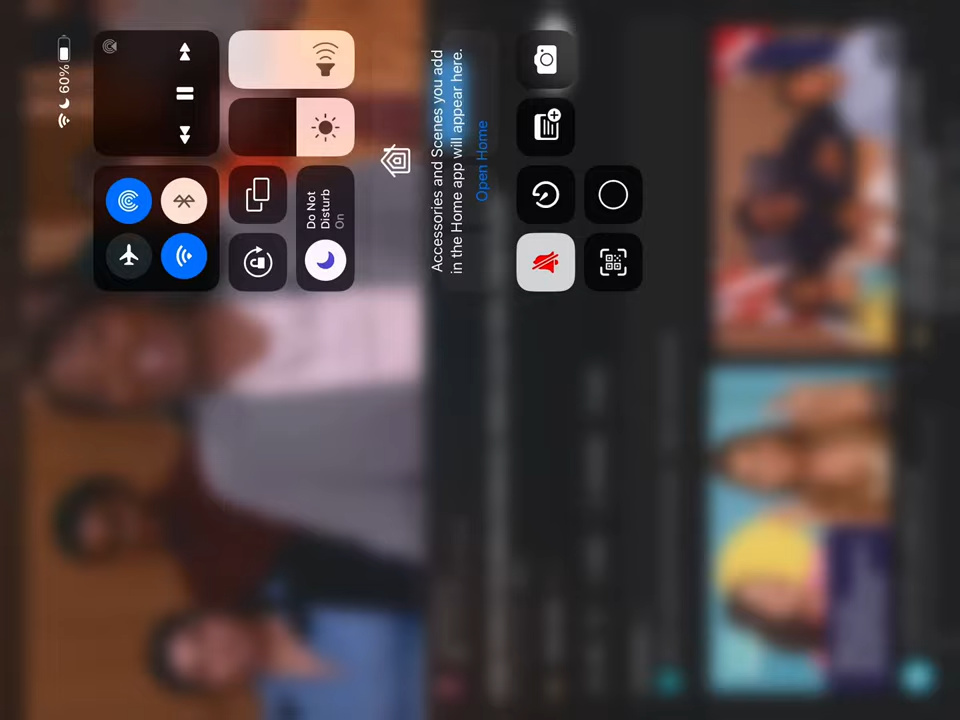 60%
Do Not
Disturb
On
Accessories and Scenes you add
in the Home app will appear here.
Open Home